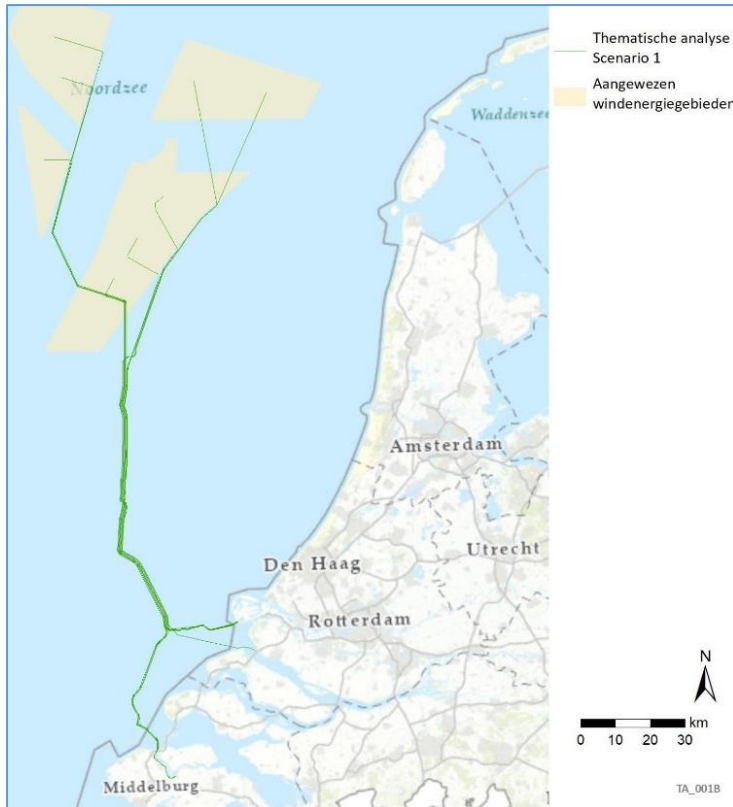 Thematische analyse
Scenario 1
Aangewezen
windenergiegebieden
Noordzee
Waddenzee
Amsterdam
Utrecht
Den Haag
Rotterdam
Middelburg
N
km
0 10 20 30
TA_001B